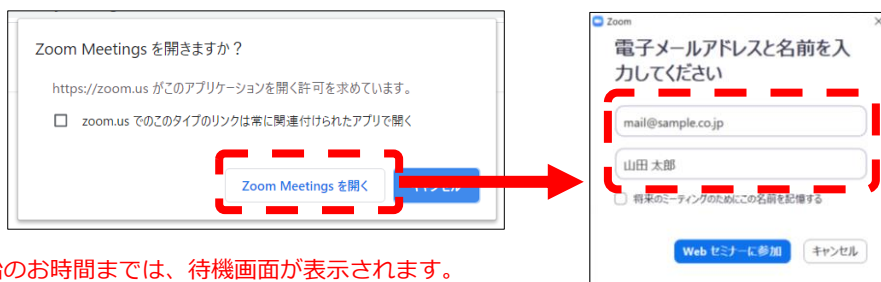 Zoom Meetings を開きますか？
https://zoom.us がこのアプリケーションを開く許可を求めています。
zoom.us でのこのタイプのリンクは常に関連付けられたアプリで開く
Zoom Meetings を開く
Zoom
電子メールアドレスと名前を入
力してください
mail@sample.co.jp
山田 太郎
将来のミーティングのためにこの名前を記憶する
Web セミナーに参加 キャンセル
のお時間までは、待機画面が表示されます。